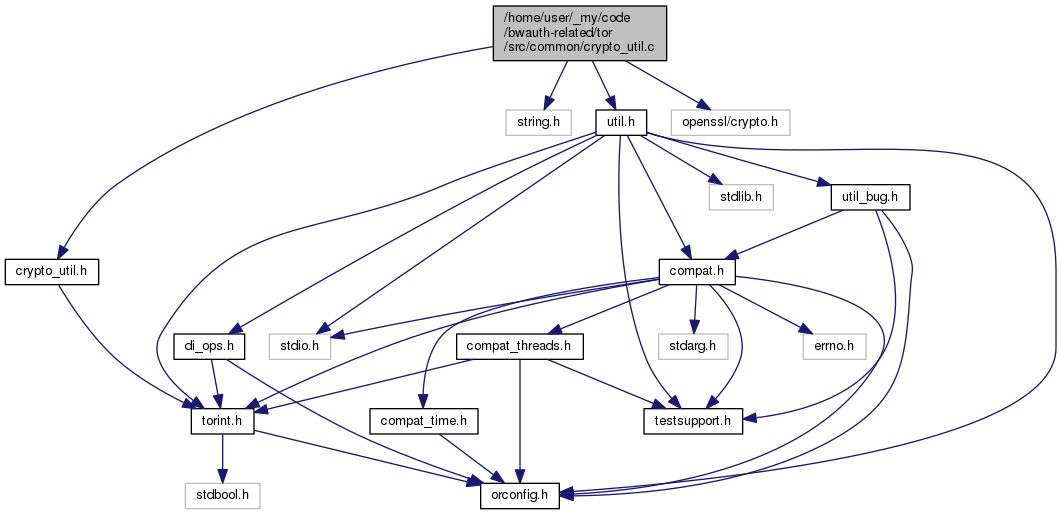 /home/user/_my/code
/bwauth-related/tor
/src/common/crypto_util.c
string.h
util.h
openssl/crypto.h
stdlib.h
util_bug.h
crypto_util.h
compat.h
di_ops.h
stdio.h
compat_threads.h
stdarg.h
errno.h
torint.h
compat_time.h
testsupport.h
stdbool.h
orconfig.h